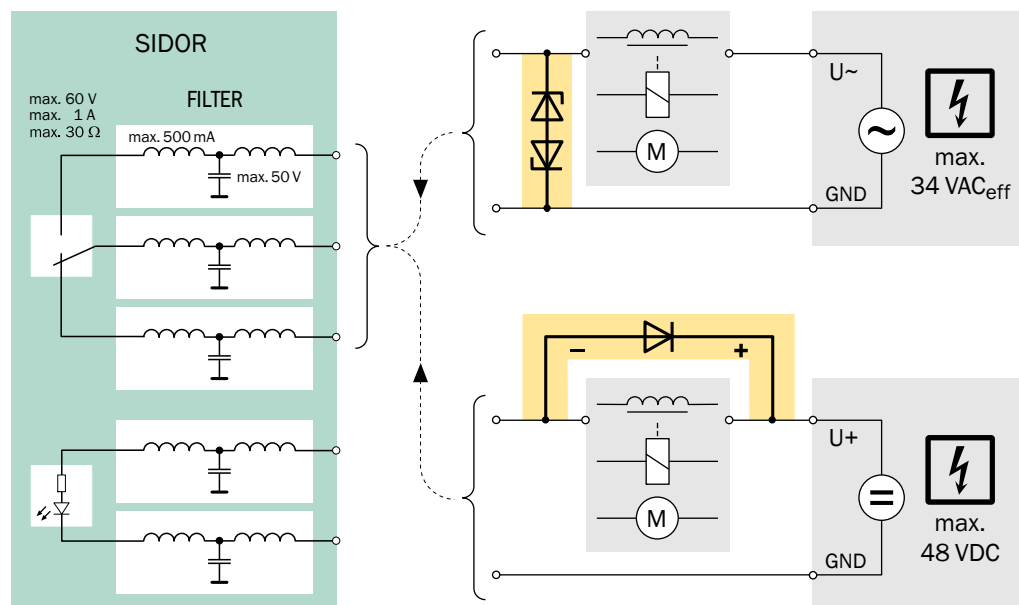 SIDOR
max. 60 V
max. 1 A
max. 30 Ω
FILTER
max. 500 mA
max. 50 V
M
U~
~
GND
max.
34 VACeff
− +
M
U+
=
GND
max.
48 VDC